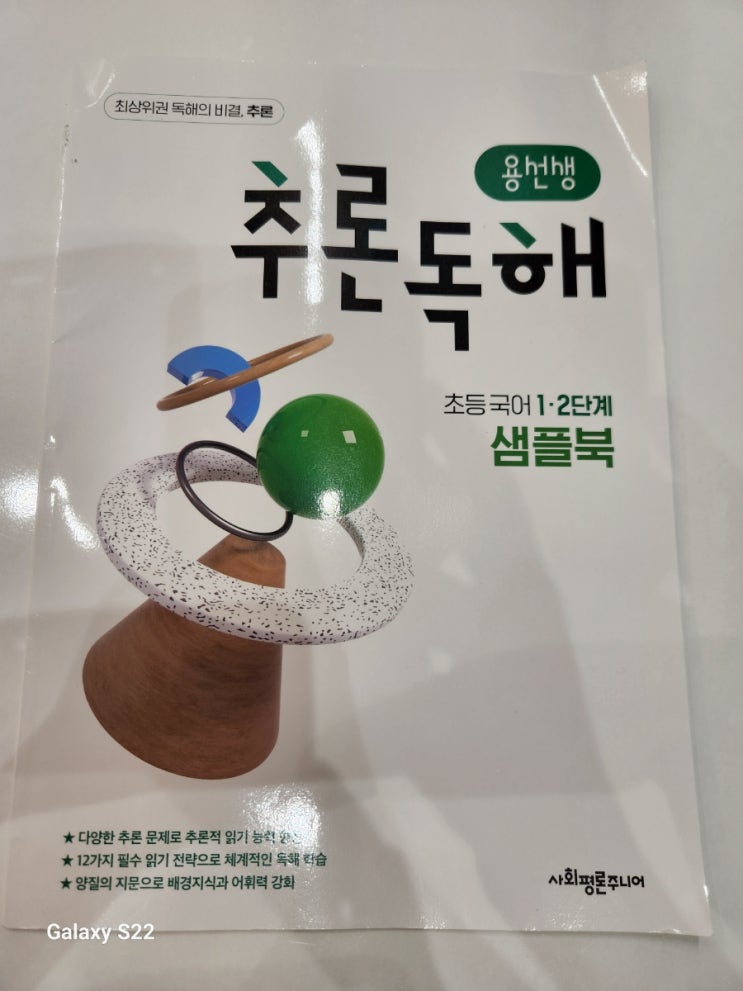 최상위권 독해의 비결, 추론
용선생
추론독해
초등 국어 1·2단계
샘플북
★ 다양한 추론 문제로 추론적 읽기 능력
★ 12가지 필수 읽기 전략으로 체계적인 독해 학습
★ 양질의 지문으로 배경지식과 어휘력 강화
사회평론주니어
Galaxy S22